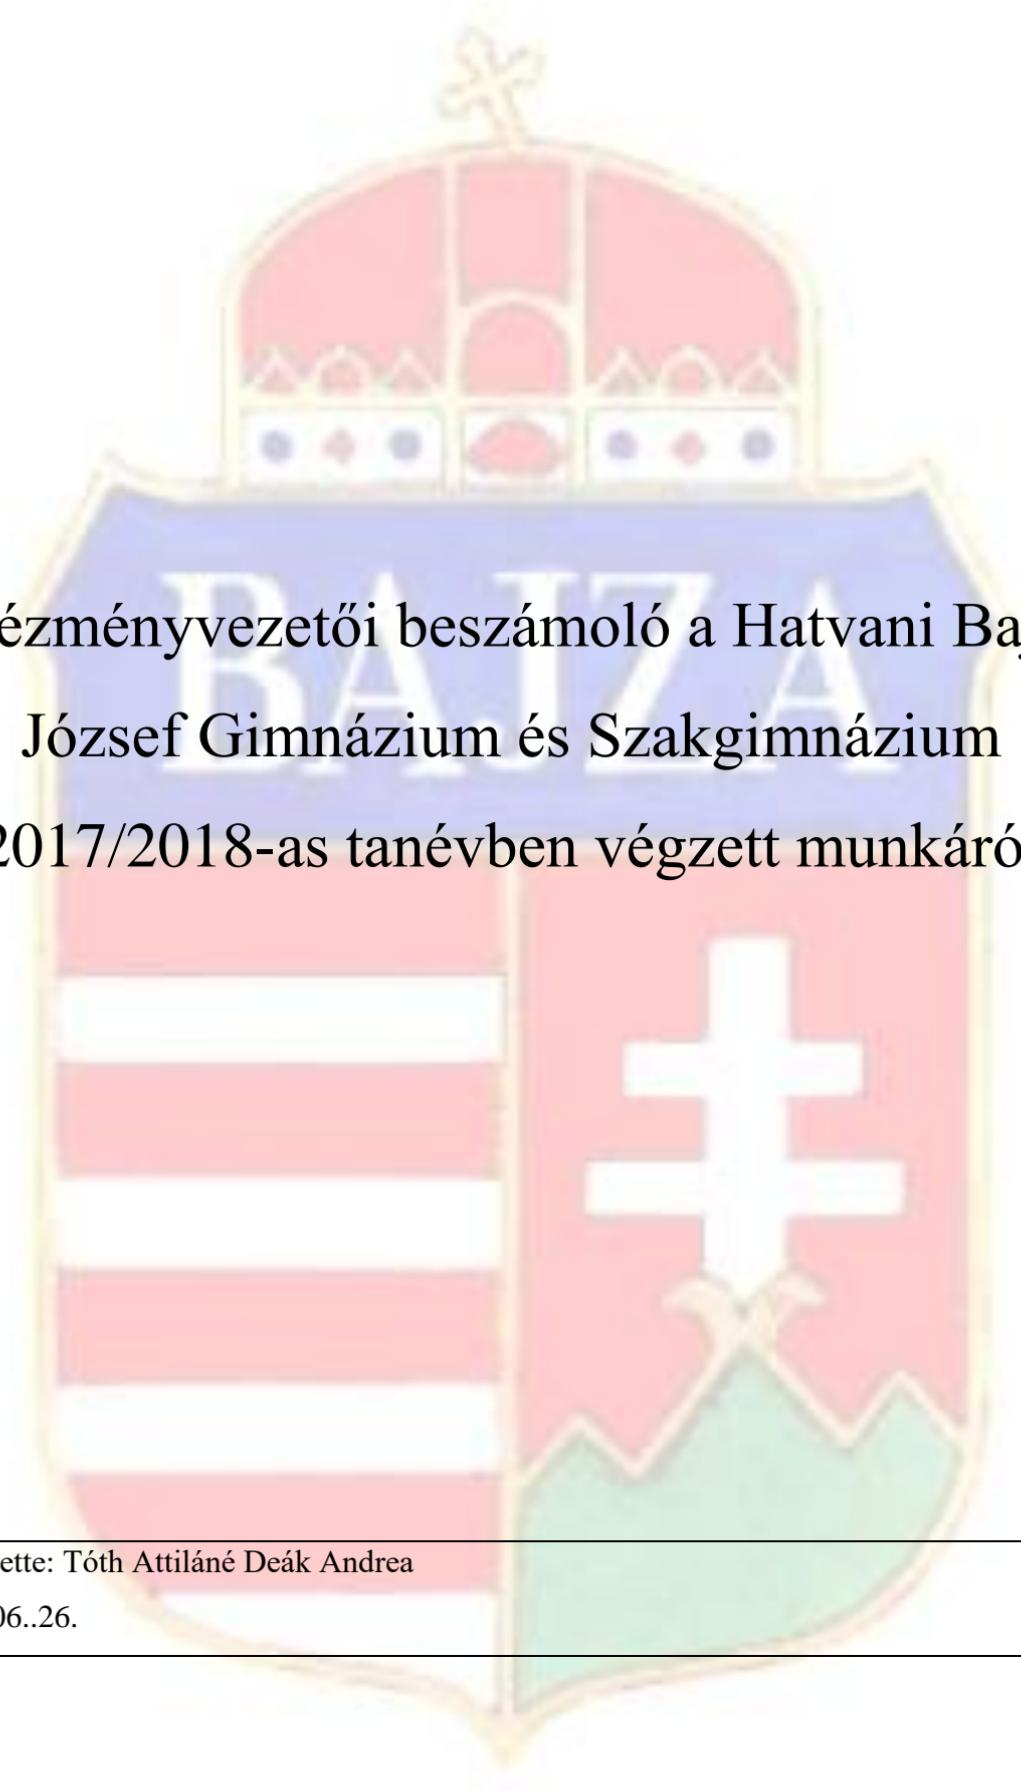 BAJZA
ézményvezetői beszámoló a Hatvani Ba
József Gimnázium és Szakgimnázium
2017/2018-as tanévben végzett munkáró
ette: Tóth Attiláné Deák Andrea
06..26.